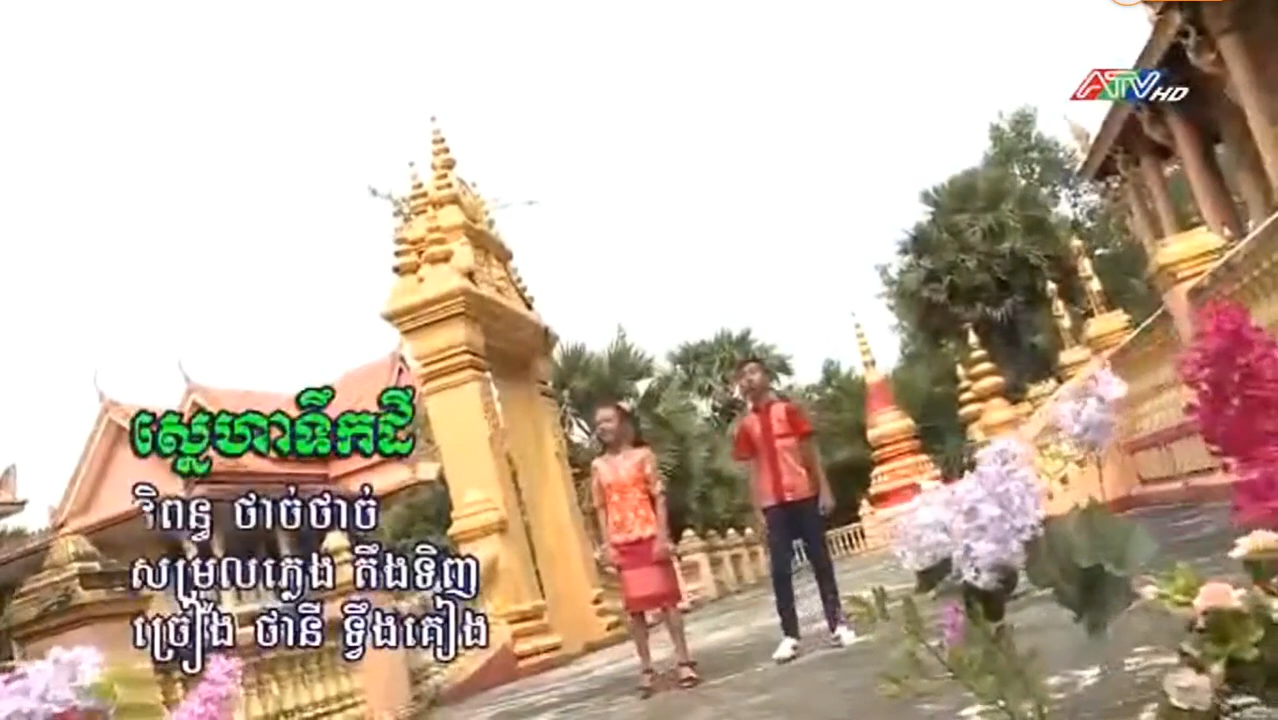 ATV HD
ស្នេហាទឹកដី
និពន្ធ ថាច់ថាច់
សម្រួលភ្លេង តឹងទិញ
ច្រៀង ថានី ទ្វឹងគៀង